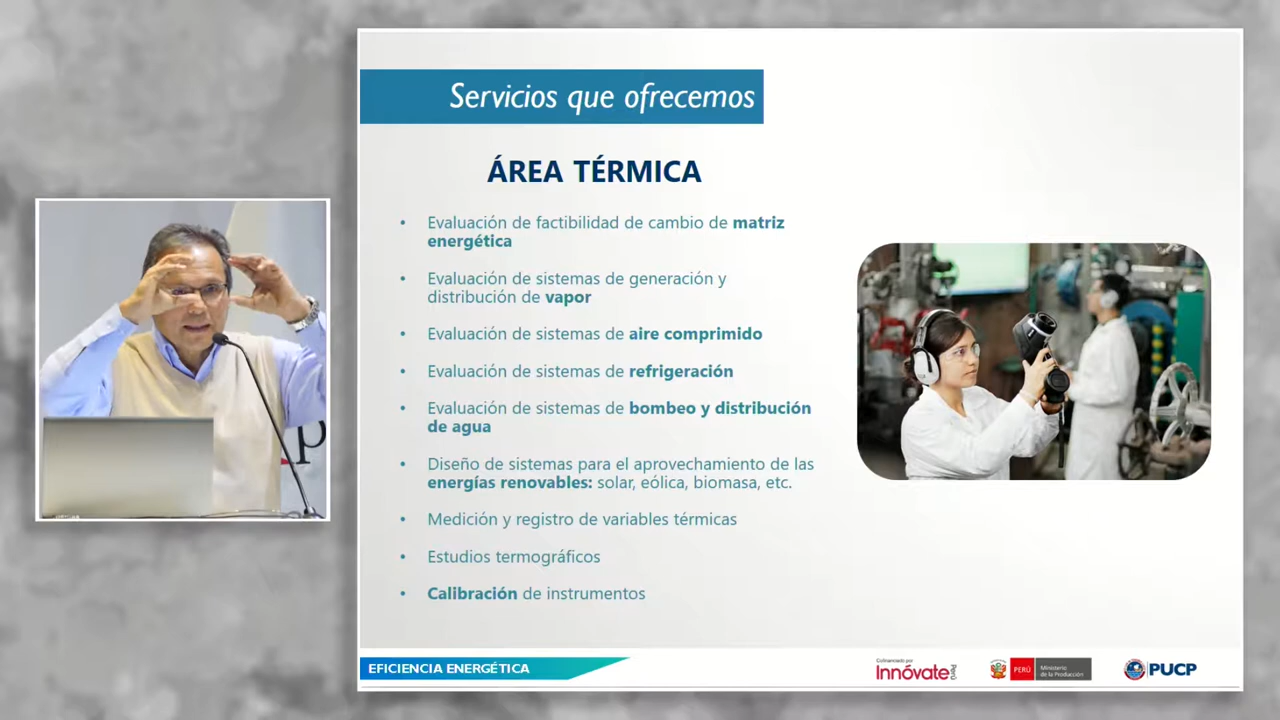 Servicios que ofrecemos
ÁREA TÉRMICA
• Evaluación de factibilidad de cambio de matriz
energética
• Evaluación de sistemas de generación y
distribución de vapor
• Evaluación de sistemas de aire comprimido
• Evaluación de sistemas de refrigeración
• Evaluación de sistemas de bombeo y distribución
de agua
• Diseño de sistemas para el aprovechamiento de las
energías renovables: solar, eólica, biomasa, etc.
• Medición y registro de variables térmicas
• Estudios termográficos
• Calibración de instrumentos
p
EFICIENCIA ENERGÉTICA
Cofinanciado por
Innóvate Perú
PERÚ
Ministerio
de la Producción
PUCP